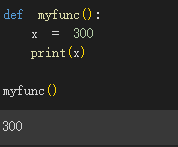 def myfunc():
    x = 300
    print(x)
myfunc()
300